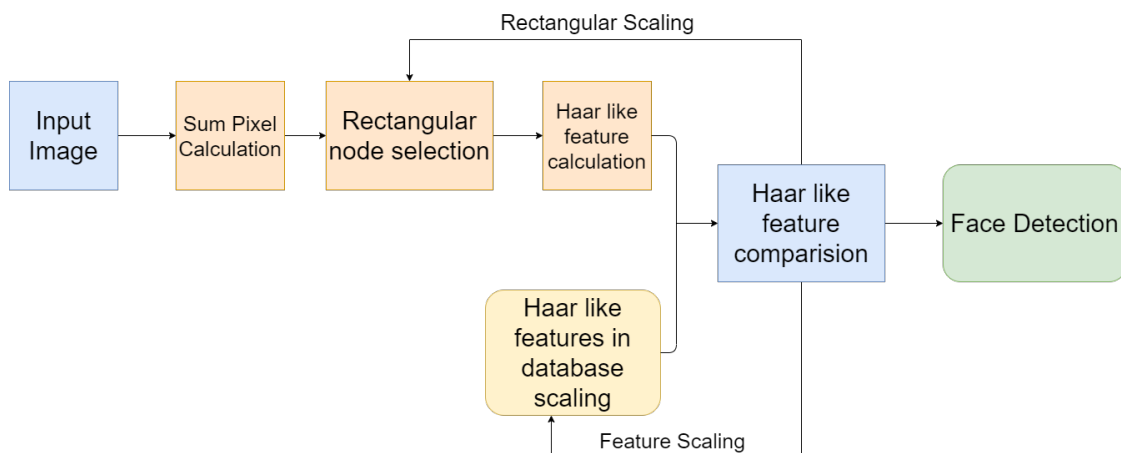 Rectangular Scaling
Input
Image
Sum Pixel
Calculation
Rectangular
node selection
Haar like
feature
calculation
Haar like
feature
comparision
Face Detection
Haar like
features in
database
scaling
Feature Scaling